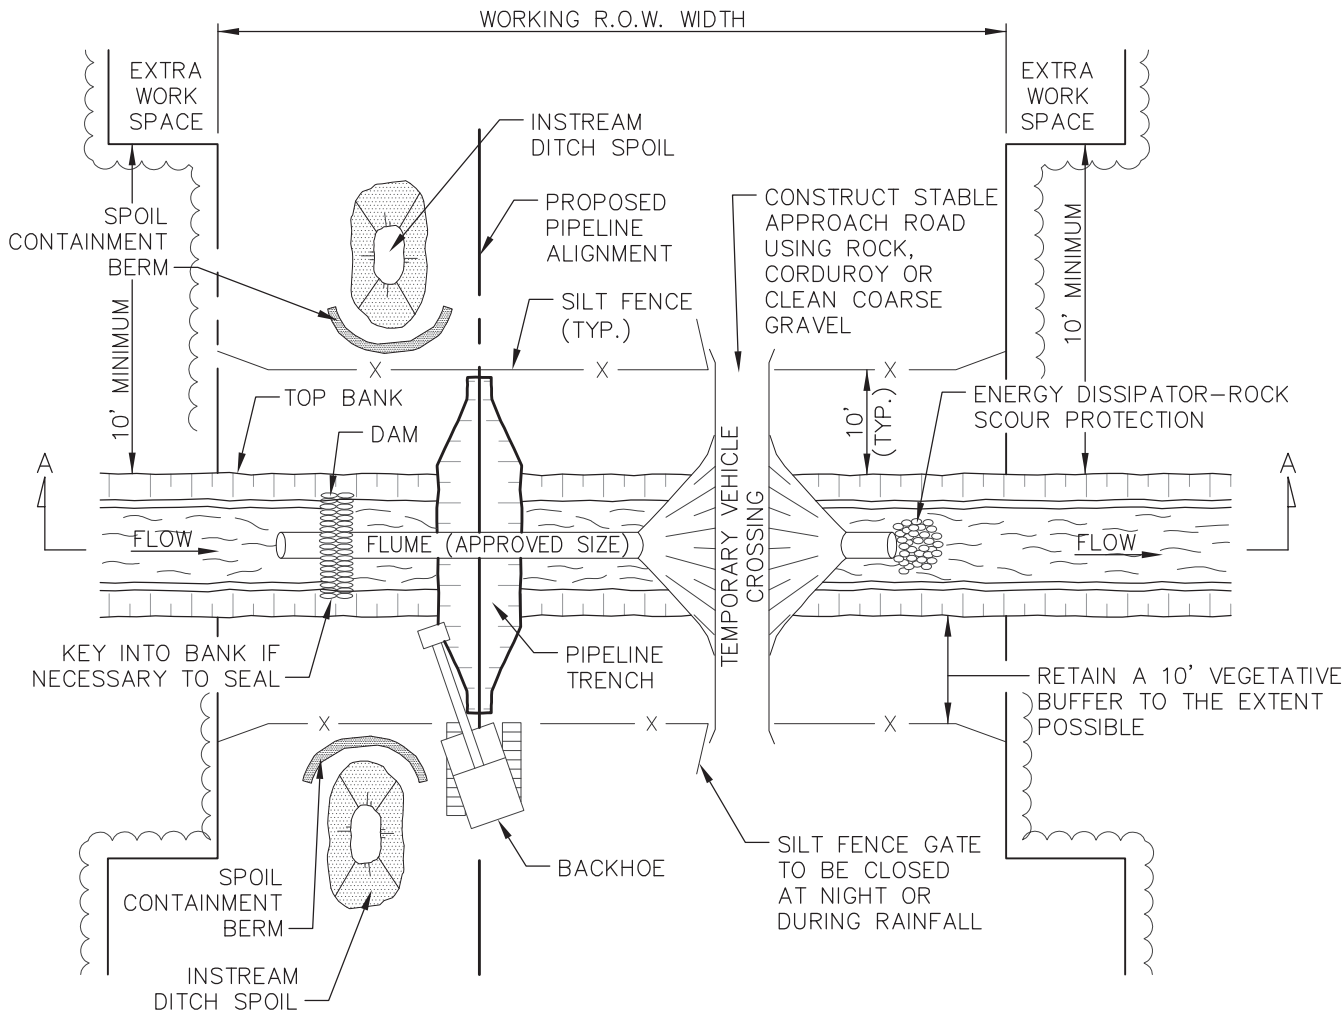 WORKING R.O.W. WIDTH
EXTRA
WORK
SPACE
EXTRA
WORK
SPACE
INSTREAM
DITCH SPOIL
PROPOSED
PIPELINE
ALIGNMENT
CONSTRUCT STABLE
APPROACH ROAD
USING ROCK,
CORDUROY OR
CLEAN COARSE
GRAVEL
SPOIL
CONTAINMENT
BERM
10' MINIMUM
10' MINIMUM
SILT FENCE
(TYP.)
X
X
X
TOP BANK
DAM
10'
(TYP.)
ENERGY DISSIPATOR-ROCK
SCOUR PROTECTION
A
A
FLOW
FLUME (APPROVED SIZE)
TEMPORARY VEHICLE
CROSSING
FLOW
KEY INTO BANK IF
NECESSARY TO SEAL
PIPELINE
TRENCH
RETAIN A 10' VEGETATIVE
BUFFER TO THE EXTENT
POSSIBLE
X
X
X
SILT FENCE GATE
TO BE CLOSED
AT NIGHT OR
DURING RAINFALL
BACKHOE
SPOIL
CONTAINMENT
BERM
INSTREAM
DITCH SPOIL